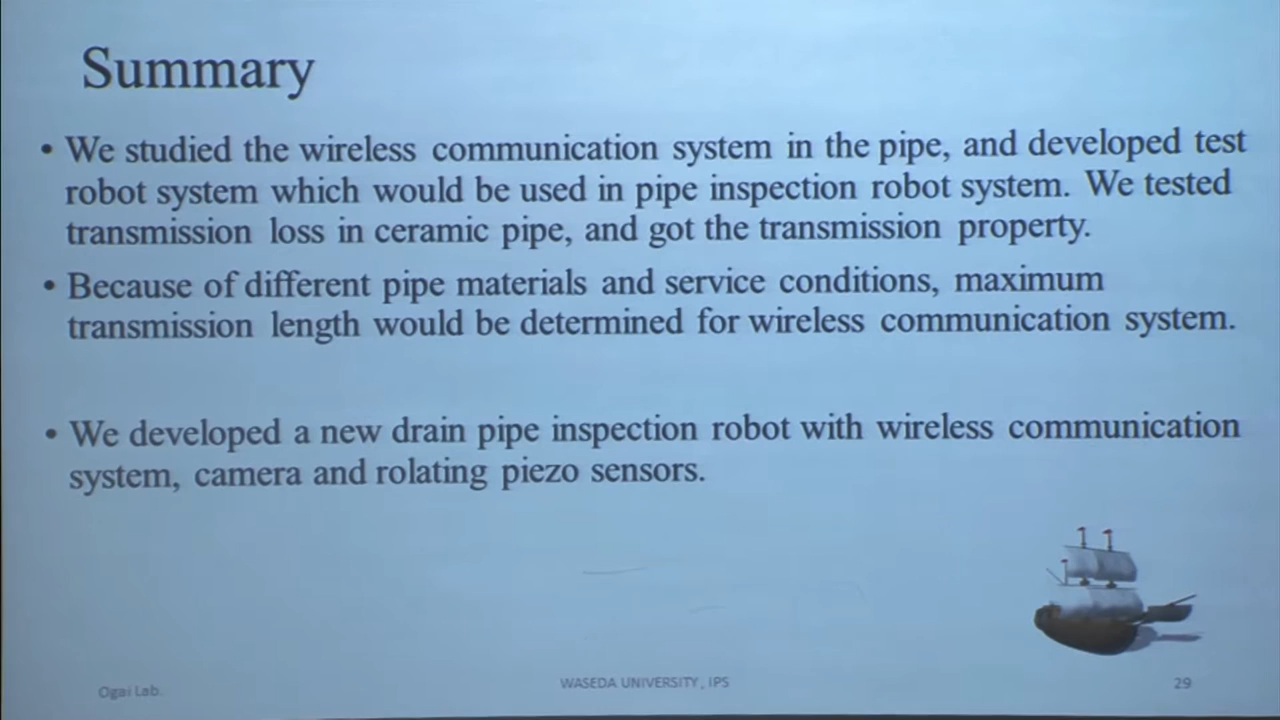 Summary
• We studied the wireless communication system in the pipe, and developed test
robot system which would be used in pipe inspection robot system. We tested
transmission loss in ceramic pipe, and got the transmission property.
• Because of different pipe materials and service conditions, maximum
transmission length would be determined for wireless communication system.
• We developed a new drain pipe inspection robot with wireless communication
system, camera and rolating piezo sensors.
Ogai Lab.
WASEDA UNIVERSITY, IPS
29